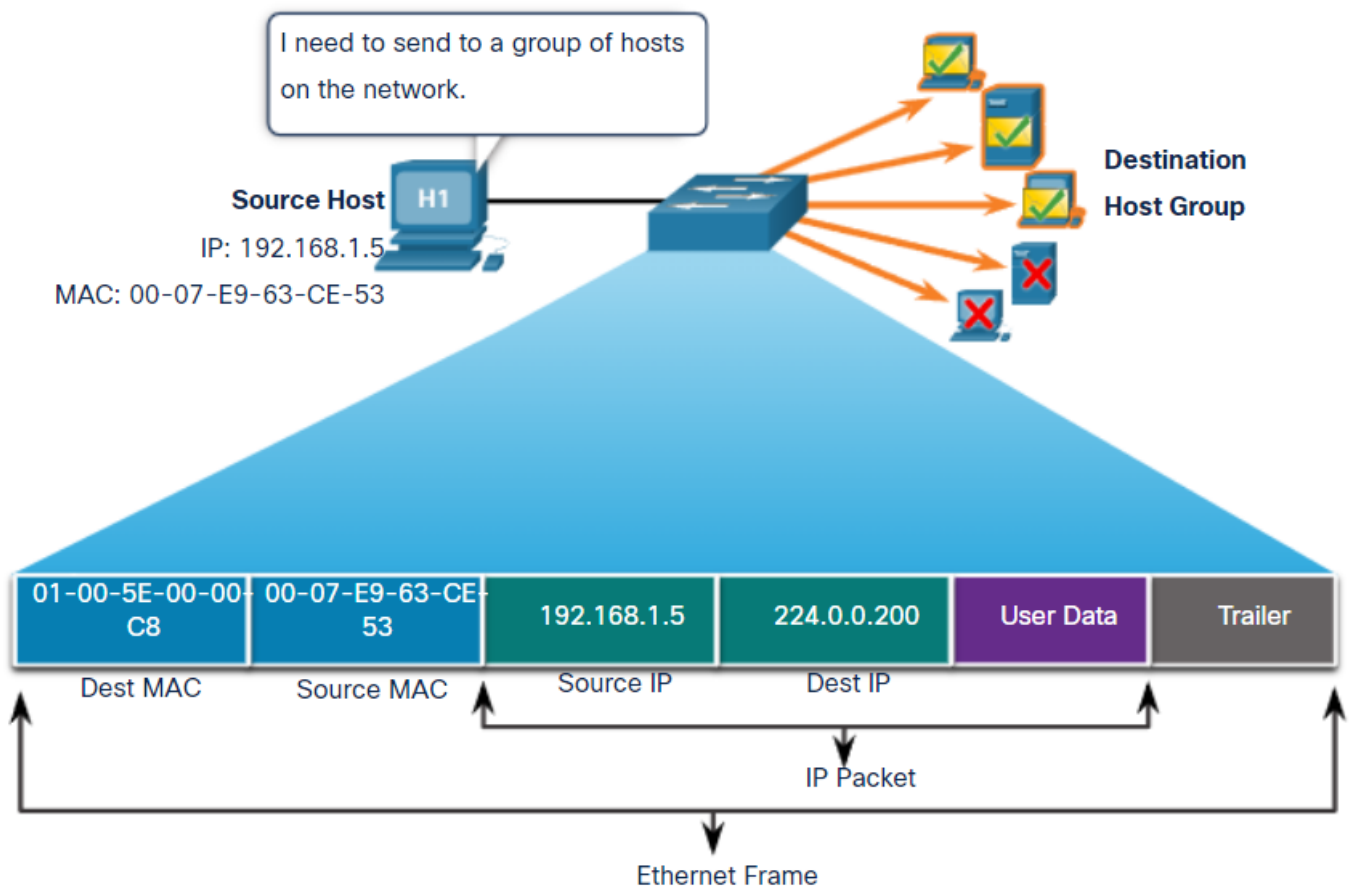 I need to send to a group of hosts
on the network.
H1
Source Host
IP: 192.168.1.5
MAC: 00-07-E9-63-CE-53
Destination
Host Group
01-00-5E-00-00-
C8
00-07-E9-63-CE-
53
192.168.1.5
224.0.0.200
User Data
Trailer
Dest MAC
Source MAC
Source IP
Dest IP
IP Packet
Ethernet Frame